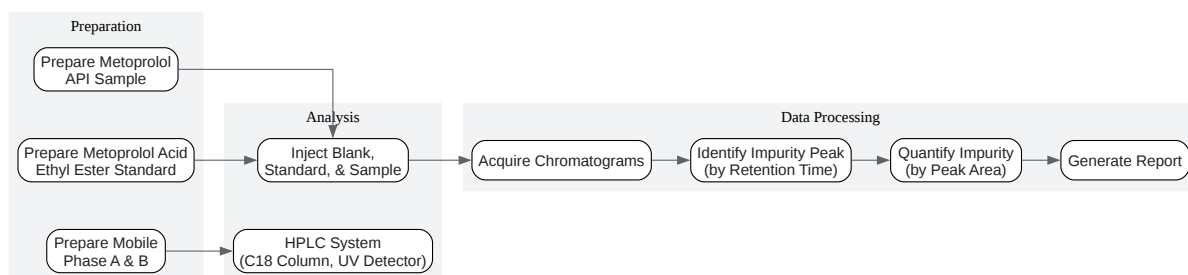 Preparation
Prepare Metoprolol
API Sample
Prepare Metoprolol Acid
Ethyl Ester Standard
Prepare Mobile
Phase A & B
Analysis
Inject Blank,
Standard, & Sample
HPLC System
(C18 Column, UV Detector)
Data Processing
Acquire Chromatograms
Identify Impurity Peak
(by Retention Time)
Quantify Impurity
(by Peak Area)
Generate Report